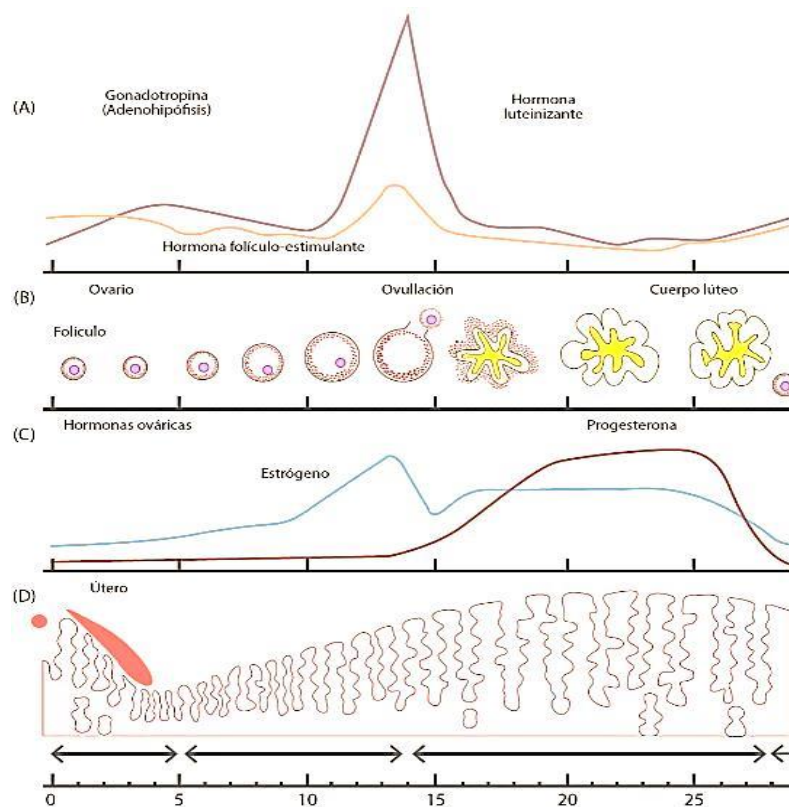 (A)
Gonadotropina
(Adenohipófisis)
Hormona
luteinizante
Hormona folículo-estimulante
(B)
Ovario
Ovullación
Cuerpo lúteo
Folículo
(C)
Hormonas ováricas
Progesterona
Estrógeno
(D)
Útero
0 5 10 15 20 25